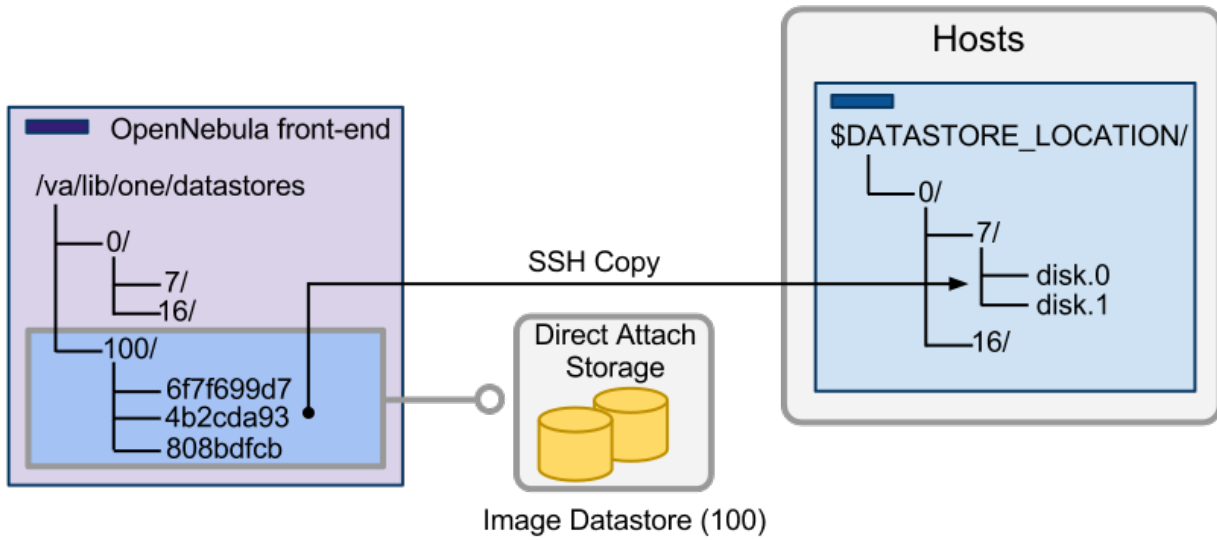 Hosts
OpenNebula front-end
/va/lib/one/datastores
0/
7/
16/
100/
6f7f699d7
4b2cda93
808bdfcb
SSH Copy
Direct Attach
Storage
Image Datastore (100)
$DATASTORE_LOCATION/
0/
7/
disk.0
disk.1
16/